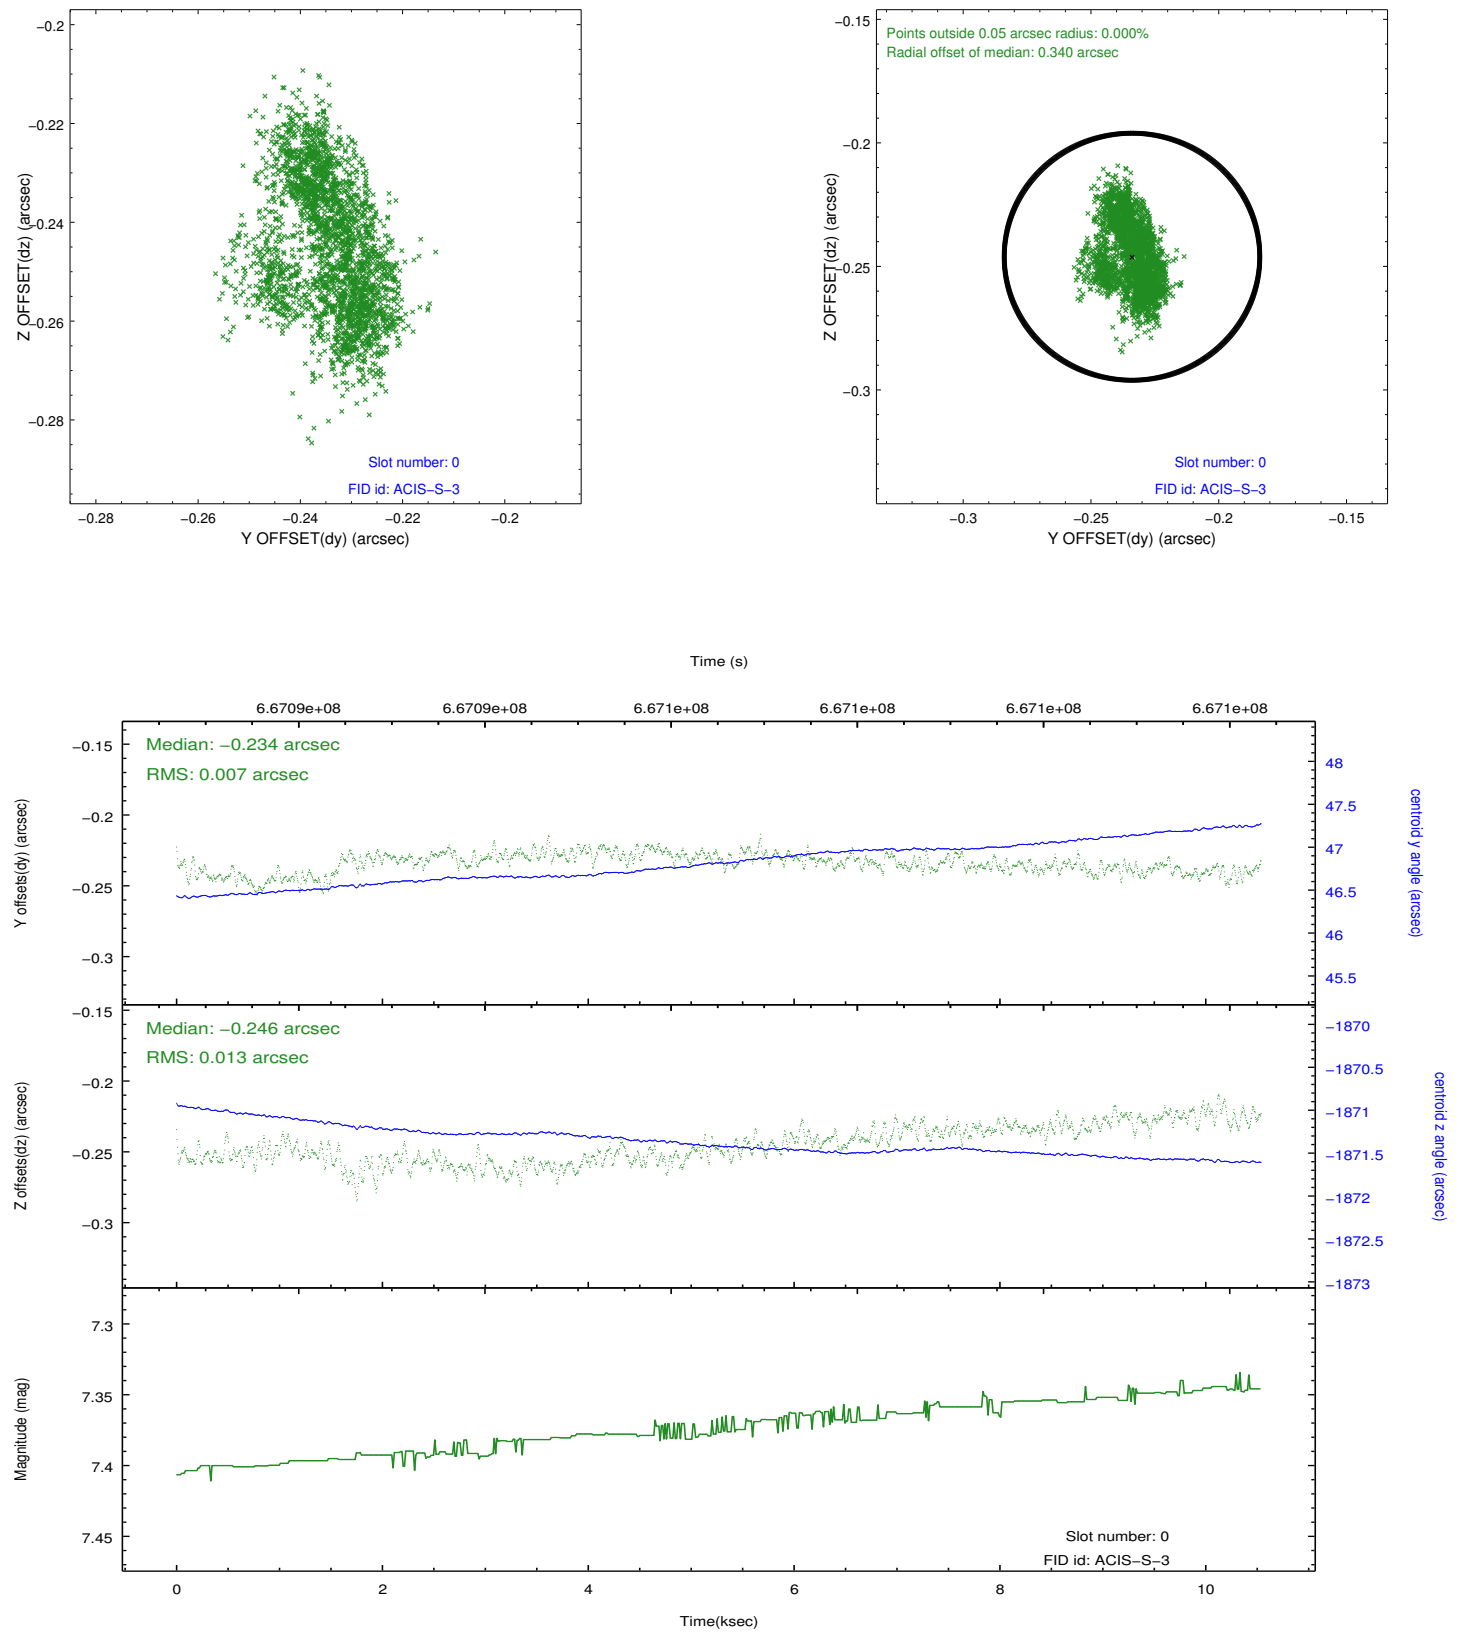 −0.2
−0.22
−0.24
−0.26
−0.28
Z OFFSET(dz) (arcsec)
Slot number: 0
FID id: ACIS−S−3
−0.28
−0.26
−0.24
−0.22
−0.2
Y OFFSET(dy) (arcsec)
−0.15
−0.2
−0.25
−0.3
Z OFFSET(dz) (arcsec)
Points outside 0.05 arcsec radius: 0.000%
Radial offset of median: 0.340 arcsec
Slot number: 0
FID id: ACIS−S−3
−0.3
−0.25
−0.2
−0.15
Y OFFSET(dy) (arcsec)
Time (s)
6.6709e+08
6.6709e+08
6.671e+08
6.671e+08
6.671e+08
6.671e+08
Median: −0.234 arcsec
RMS: 0.007 arcsec
−0.15
−0.2
−0.25
−0.3
Y offsets(dy) (arcsec)
48
47.5
47
46.5
46
45.5
centroid y angle (arcsec)
Median: −0.246 arcsec
RMS: 0.013 arcsec
−0.15
−0.2
−0.25
−0.3
Z offsets(dz) (arcsec)
−1870
−1870.5
−1871
−1871.5
−1872
−1872.5
−1873
centroid z angle (arcsec)
7.3
7.35
7.4
7.45
Magnitude (mag)
Slot number: 0
FID id: ACIS−S−3
0
2
4
6
8
10
Time(ksec)